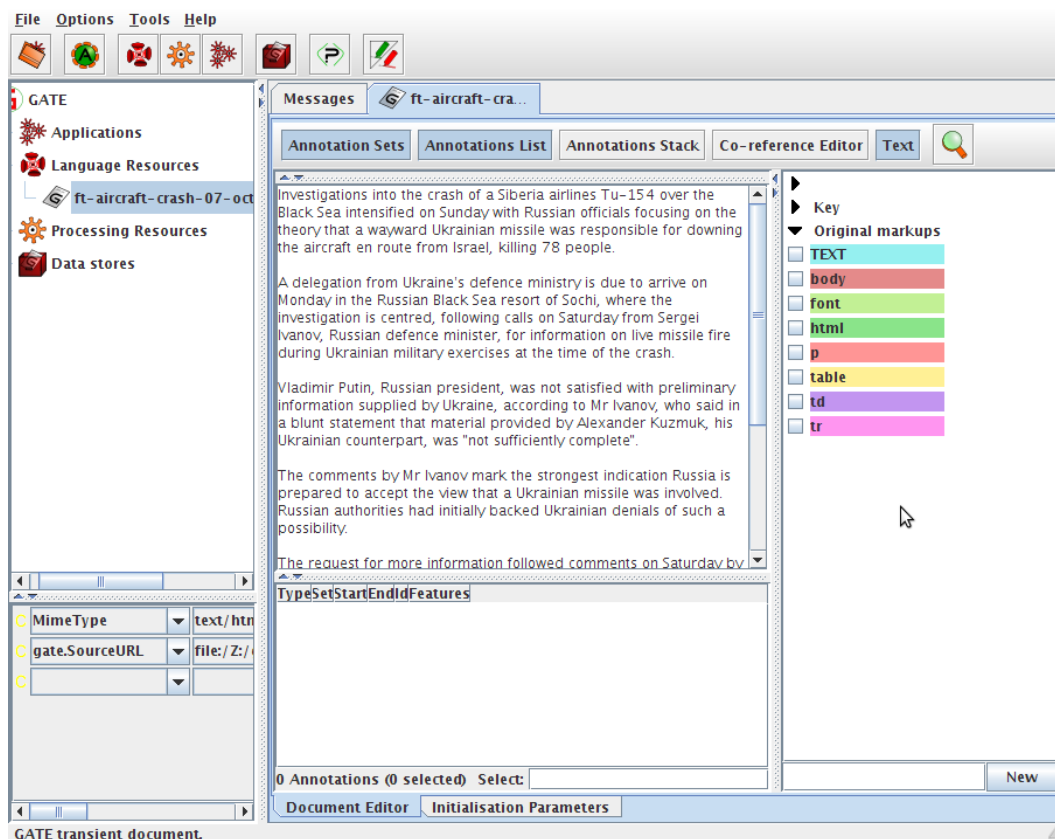 File Options Tools Help
GATE
Applications
Language Resources
ft-aircraft-crash-07-oct
Processing Resources
Data stores
MimeType text/htm
gate.SourceURL file:/Z:/
Messages ft-aircraft-cra...
Annotation Sets Annotations List Annotations Stack Co-reference Editor Text
Investigations into the crash of a Siberia airlines Tu-154 over the
Black Sea intensified on Sunday with Russian officials focusing on the
theory that a wayward Ukrainian missile was responsible for downing
the aircraft en route from Israel, killing 78 people.
A delegation from Ukraine's defence ministry is due to arrive on
Monday in the Russian Black Sea resort of Sochi, where the
investigation is centred, following calls on Saturday from Sergei
Ivanov, Russian defence minister, for information on live missile fire
during Ukrainian military exercises at the time of the crash.
Vladimir Putin, Russian president, was not satisfied with preliminary
information supplied by Ukraine, according to Mr Ivanov, who said in
a blunt statement that material provided by Alexander Kuzmuk, his
Ukrainian counterpart, was "not sufficiently complete".
The comments by Mr Ivanov mark the strongest indication Russia is
prepared to accept the view that a Ukrainian missile was involved.
Russian authorities had initially backed Ukrainian denials of such a
possibility.
The request for more information followed comments on Saturday by
Type Set Start End Id Features
0 Annotations (0 selected) Select:
Document Editor Initialisation Parameters
Key
Original markups
TEXT
body
font
html
p
table
td
tr
New
GATE transient document.